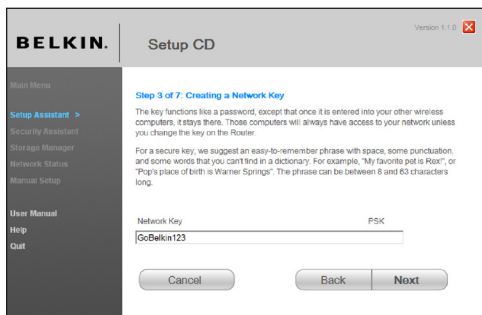 Version 1.1.0
BELKIN.
Setup CD
Main Menu
Setup Assistant >
Security Assistant
Storage Manager
Network Status
Manual Setup
User Manual
Help
Quit
Step 3 of 7: Creating a Network Key
The key functions like a password, except that once it is entered into your other wireless
computers, it stays there. Those computers will always have access to your network unless
you change the key on the Router.
For a secure key, we suggest an easy-to-remember phrase with space, some punctuation,
and some words that you can't find in a dictionary. For example, "My favorite pet is Rex!", or
"Pop's place of birth is Warner Springs". The phrase can be between 8 and 63 characters
long.
Network Key PSK
GoBelkin123
Cancel Back Next